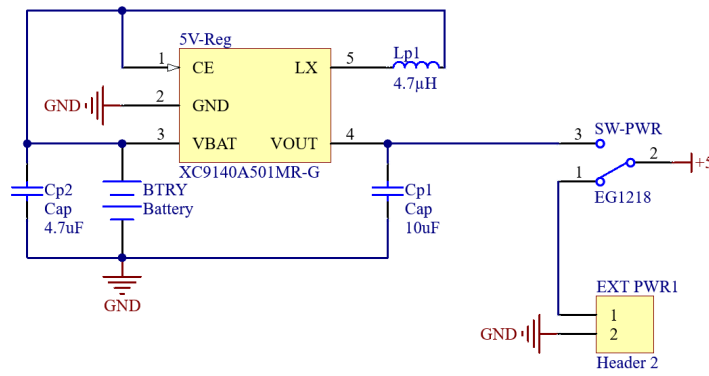 5V-Reg
1
CE
LX
5
Lp1
4.7µH
GND
2
GND
3
VBAT
VOUT
4
XC9140A501MR-G
Cp2
Cap
4.7uF
BTRY
Battery
Cp1
Cap
10uF
GND
3
SW-PWR
2
+5
1
EG1218
EXT PWR1
1
GND
2
Header 2